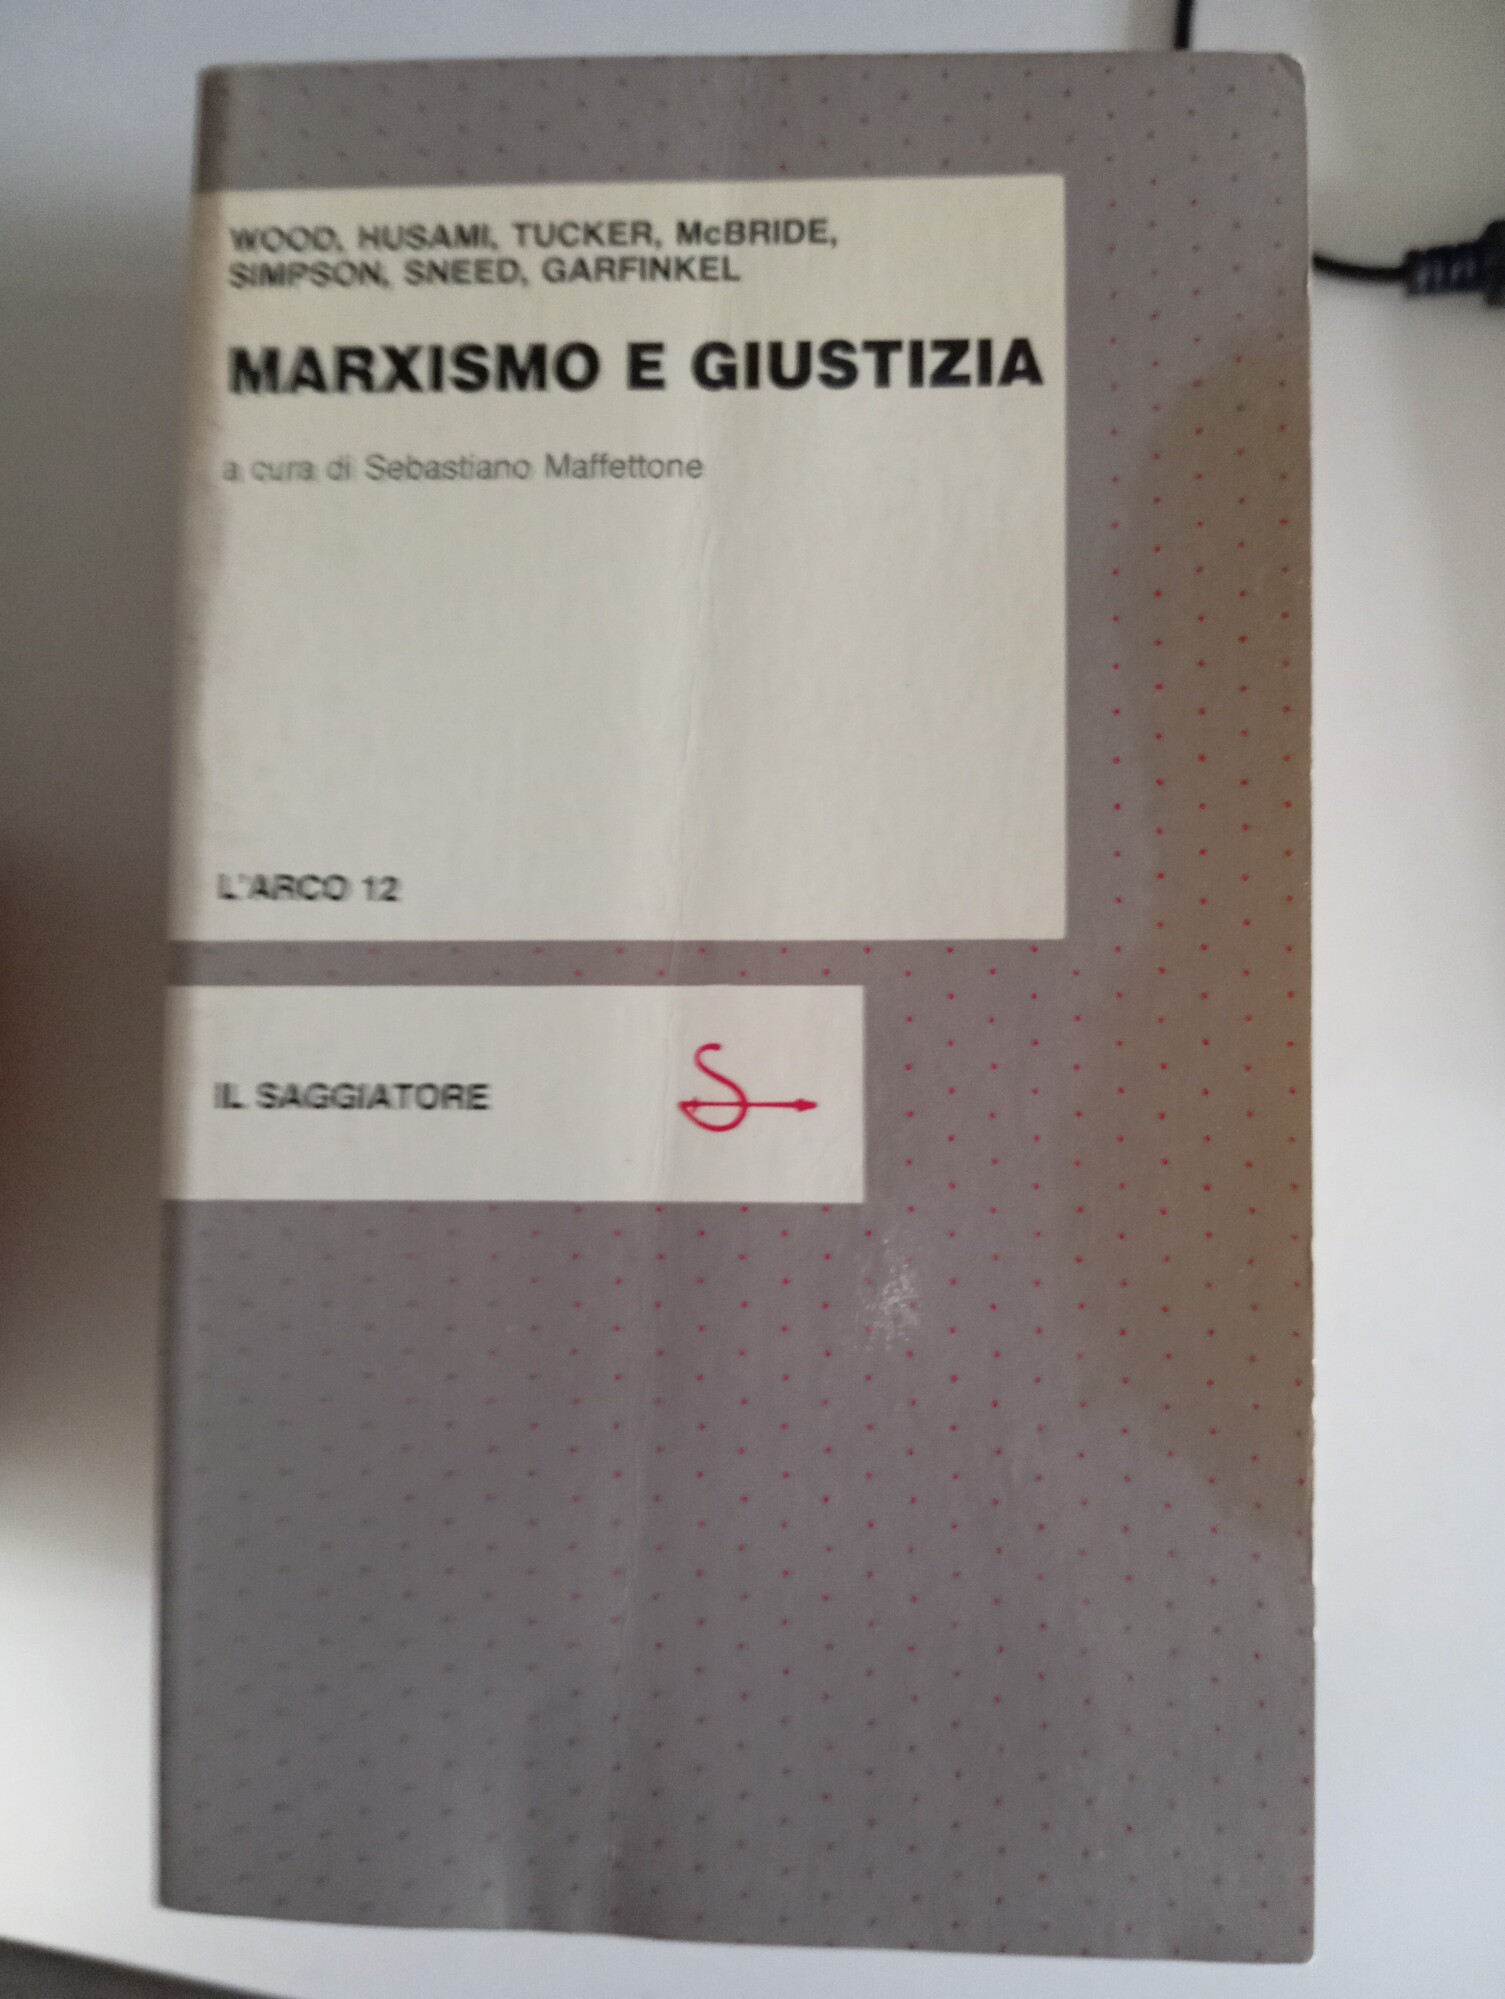 WOOD, HUSAMI, TUCKER, McBRIDE,
SIMPSON, SNEED, GARFINKEL
MARXISMO E GIUSTIZIA
a cura di Sebastiano Maffettone
L'ARCO 12
IL SAGGIATORE